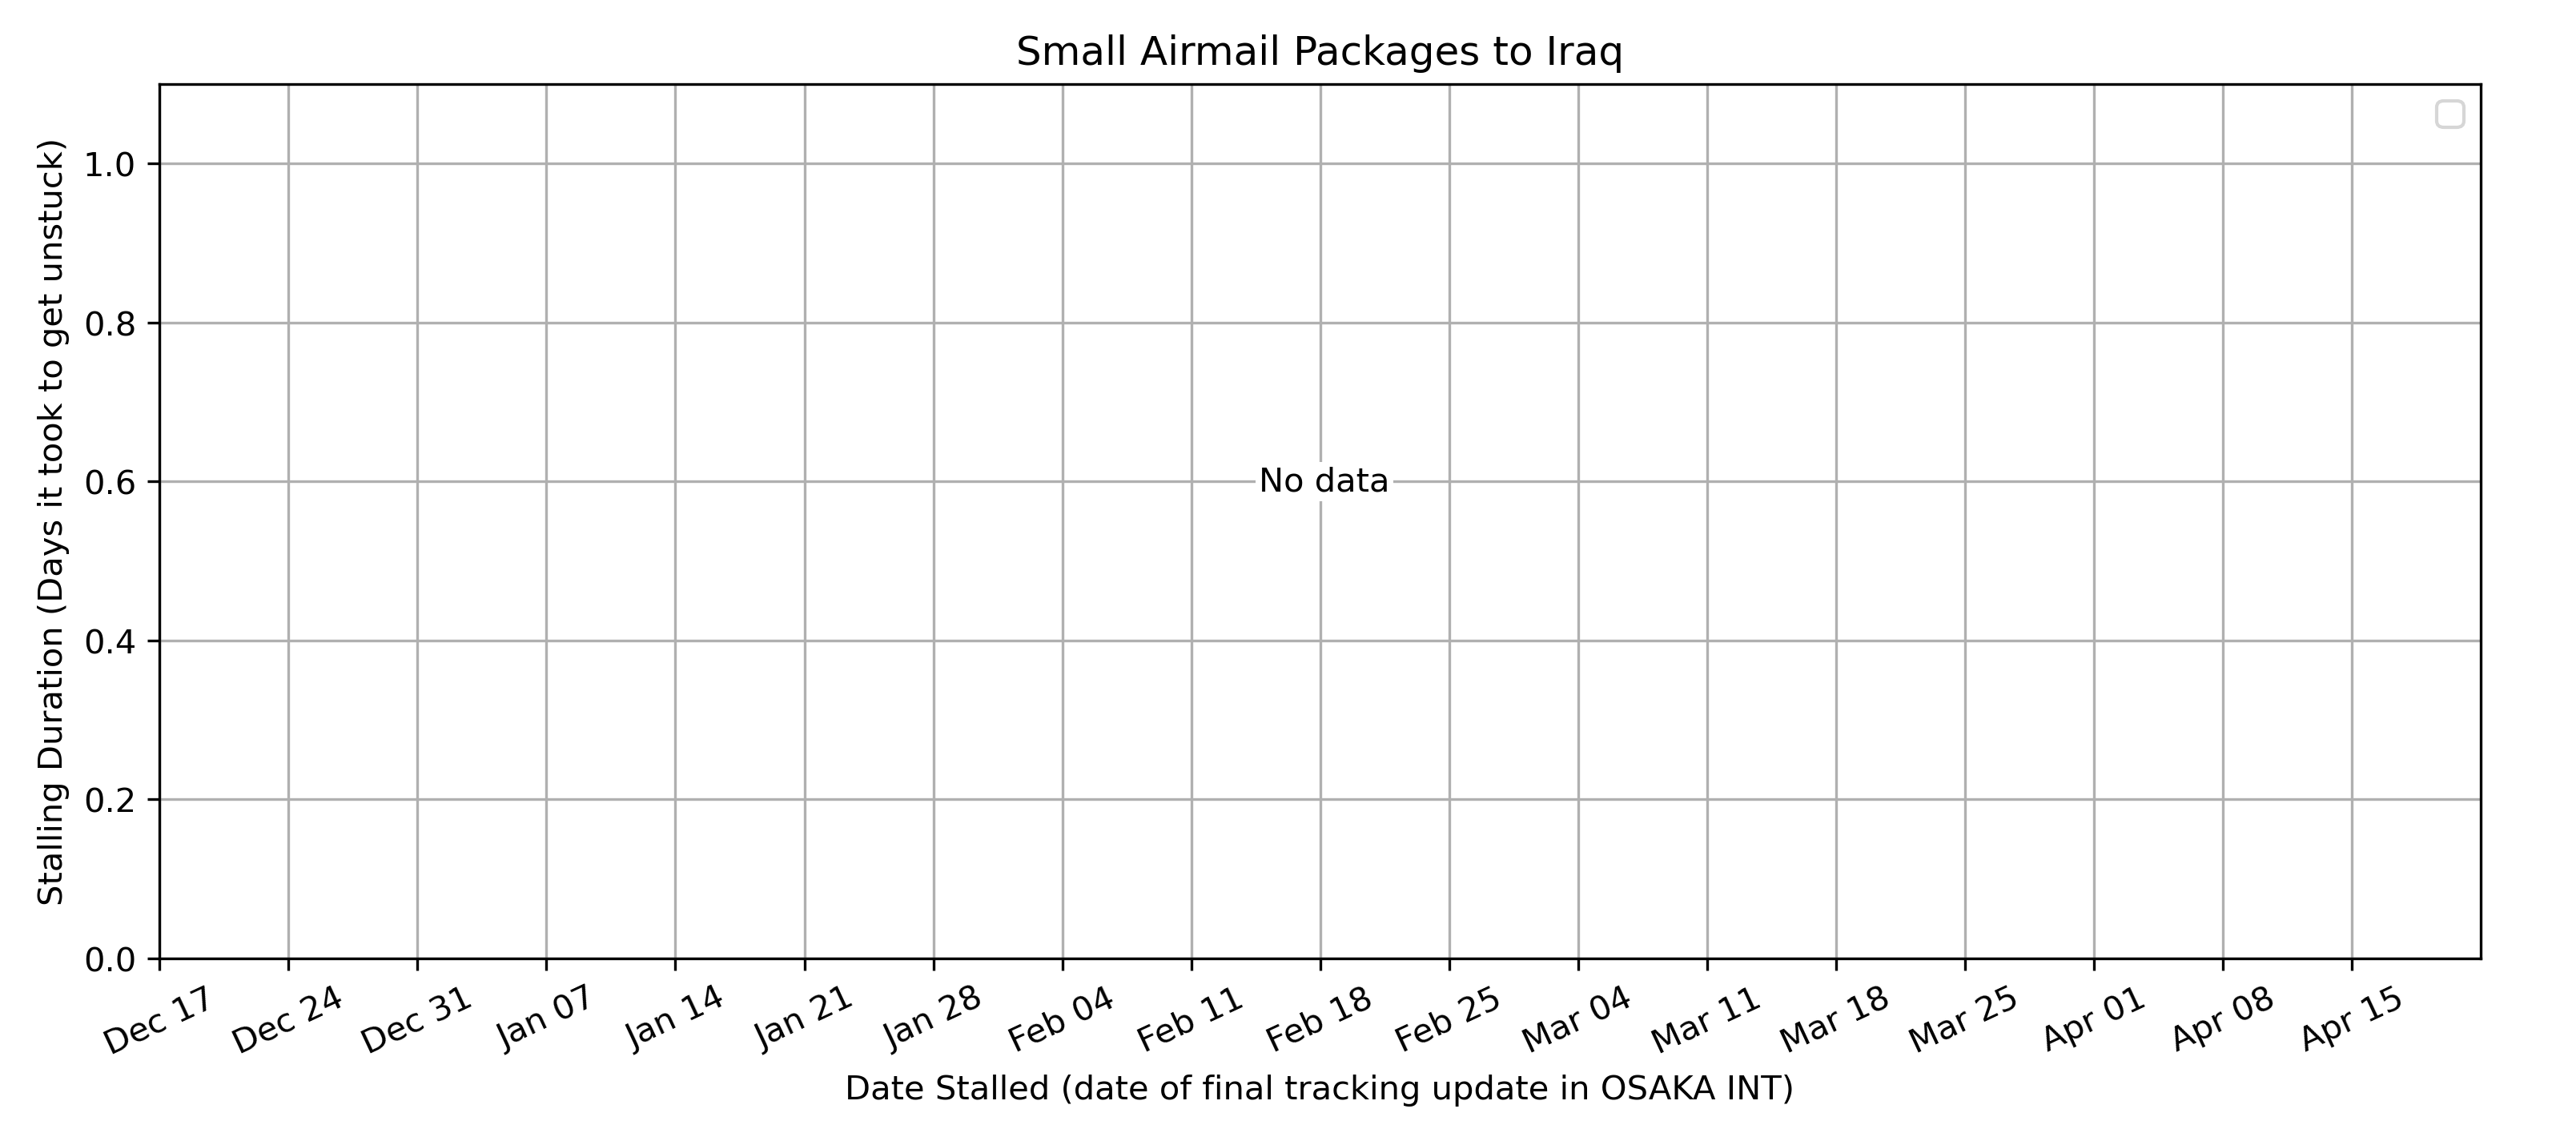 Small Airmail Packages to Iraq
Stalling Duration (Days it took to get unstuck)
1.0
0.8
0.6
0.4
0.2
0.0
No data
Dec 17
Dec 24
Dec 31
Jan 07
Jan 14
Jan 21
Jan 28
Feb 04
Feb 11
Feb 18
Feb 25
Mar 04
Mar 11
Mar 18
Mar 25
Apr 01
Apr 08
Apr 15
Date Stalled (date of final tracking update in OSAKA INT)